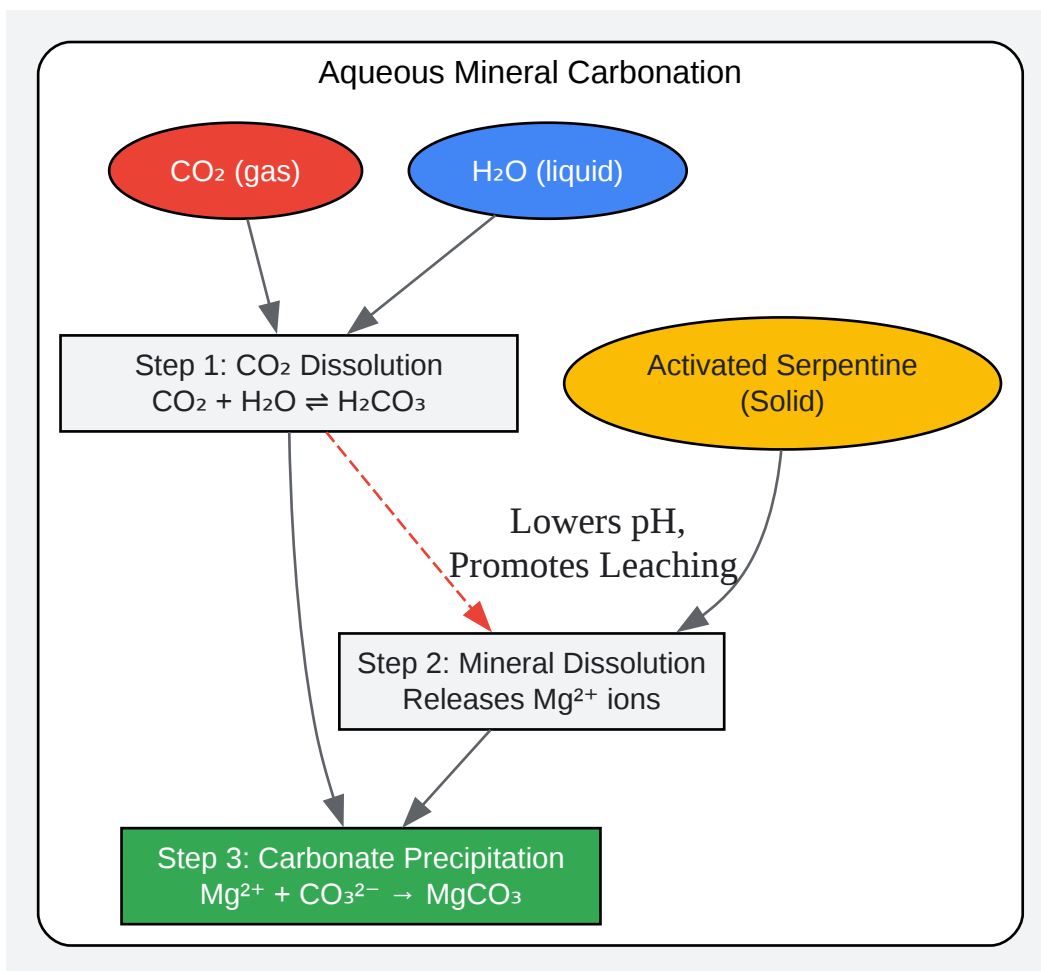 Aqueous Mineral Carbonation
CO₂ (gas)
H₂O (liquid)
Step 1: CO₂ Dissolution
CO₂ + H₂O ⇌ H₂CO₃
Activated Serpentine
(Solid)
Lowers pH,
Promotes Leaching
Step 2: Mineral Dissolution
Releases Mg²⁺ ions
Step 3: Carbonate Precipitation
Mg²⁺ + CO₃²⁻ → MgCO₃